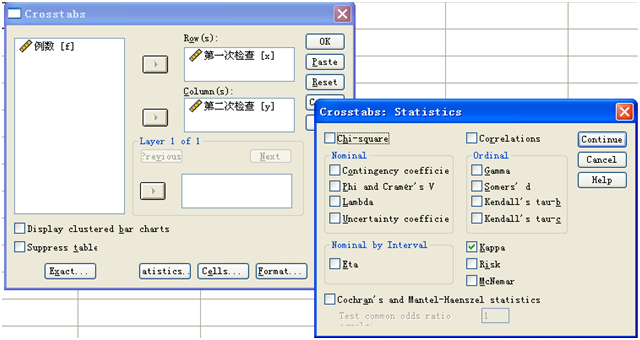 Crosstabs
例数 [f]
Row(s):
第一次检查 [x]
Column(s):
第二次检查 [y]
OK
Paste
Reset
Layer 1 of 1
Previous
Next
Display clustered bar charts
Suppress table
Exact...
atistics..
Cells...
Format...
Crosstabs: Statistics
Chi-square
Correlations
Continue
Cancel
Help
Nominal
Contingency coefficie
Phi and Cramér's V
Lambda
Uncertainty coefficie
Ordinal
Gamma
Somers' d
Kendall's tau-b
Kendall's tau-c
Nominal by Interval
Eta
Kappa
Risk
McNemar
Cochran's and Mantel-Haenszel statistics
Test common odds ratio
1